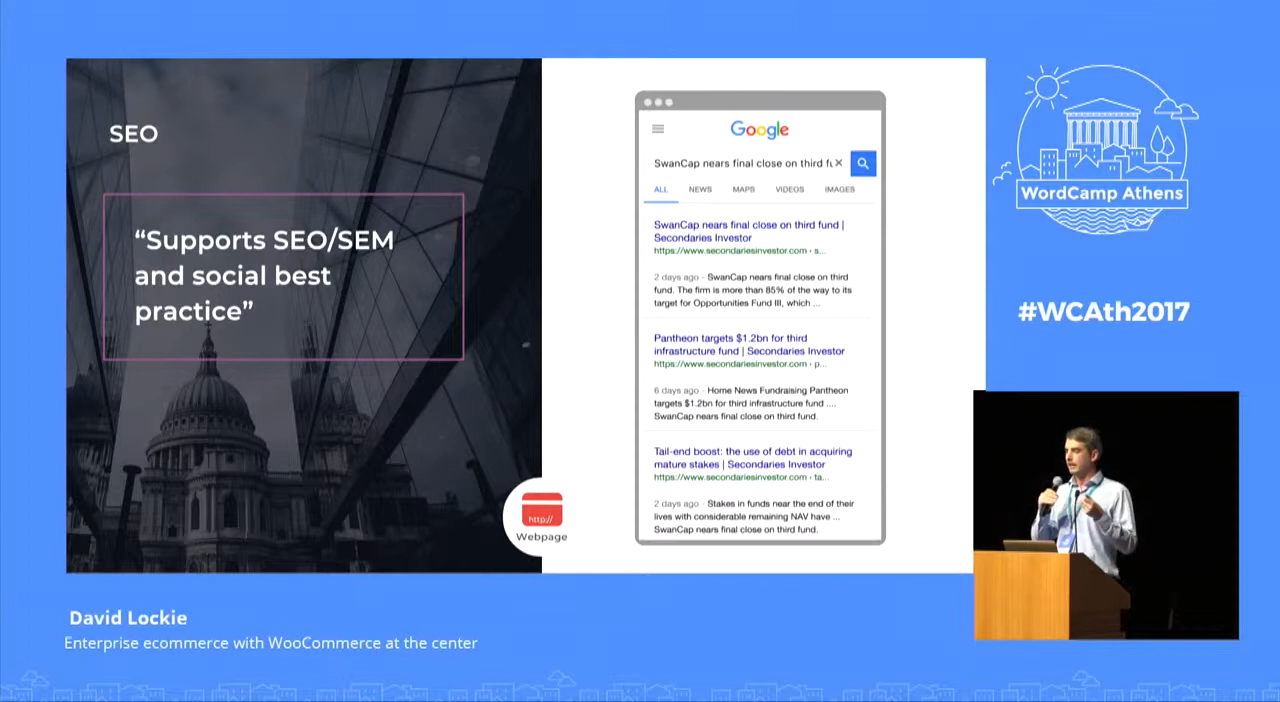 SEO
“Supports SEO/SEM
and social best
practice”
http://
Webpage
Google
SwanCap nears final close on third fu
ALL NEWS MAPS VIDEOS IMAGES
SwanCap nears final close on third fund |
Secondaries Investor
https://www.secondariesinvestor.com › s...
2 days ago - SwanCap nears final close on third
fund. The firm is more than 85% of the way to its
target for Opportunities Fund III, which ...
Pantheon targets $1.2bn for third
infrastructure fund | Secondaries Investor
https://www.secondariesinvestor.com › p...
6 days ago - Home News Fundraising Pantheon
targets $1.2bn for third infrastructure fund ....
SwanCap nears final close on third fund.
Tail-end boost: the use of debt in acquiring
mature stakes | Secondaries Investor
https://www.secondariesinvestor.com › ta...
2 days ago - Stakes in funds near the end of their
lives with considerable remaining NAV have ...
SwanCap nears final close on third fund.
WordCamp Athens
#WCAth2017
David Lockie
Enterprise ecommerce with WooCommerce at the center